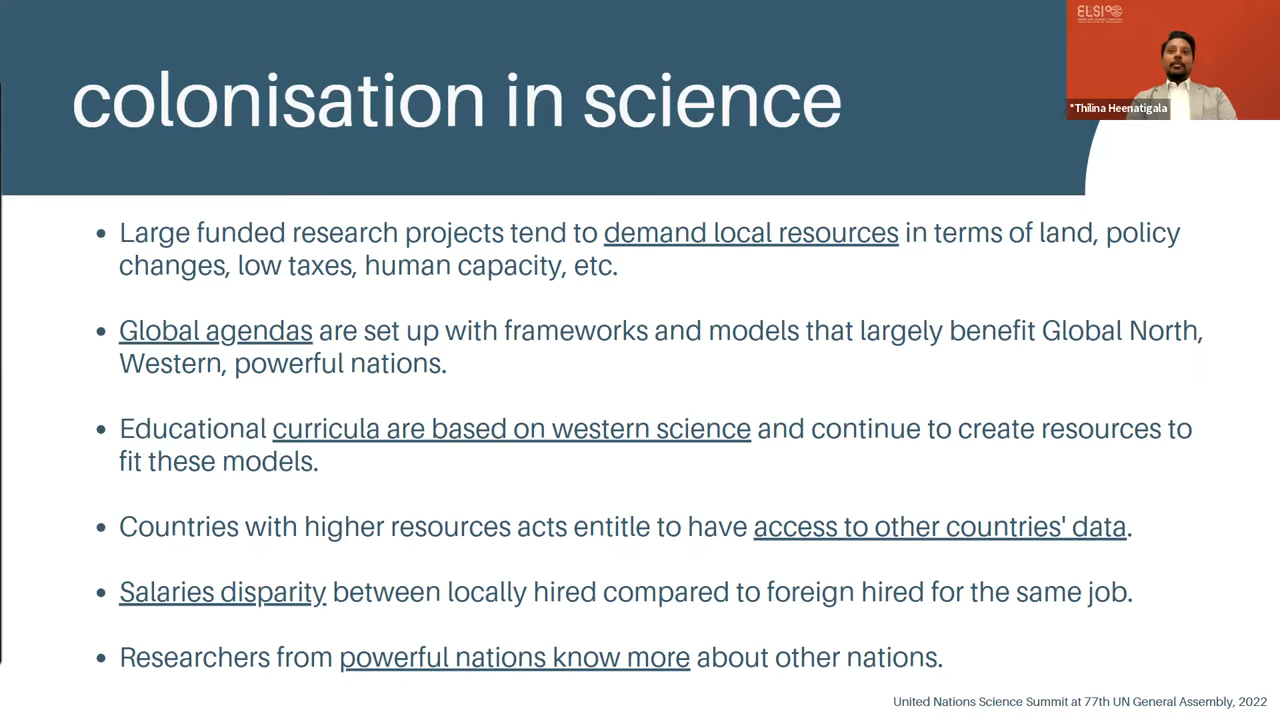 colonisation in science
ELSI
*Thilina Heenatigala
• Large funded research projects tend to demand local resources in terms of land, policy
changes, low taxes, human capacity, etc.
• Global agendas are set up with frameworks and models that largely benefit Global North,
Western, powerful nations.
• Educational curricula are based on western science and continue to create resources to
fit these models.
• Countries with higher resources acts entitle to have access to other countries' data.
• Salaries disparity between locally hired compared to foreign hired for the same job.
• Researchers from powerful nations know more about other nations.
United Nations Science Summit at 77th UN General Assembly, 2022